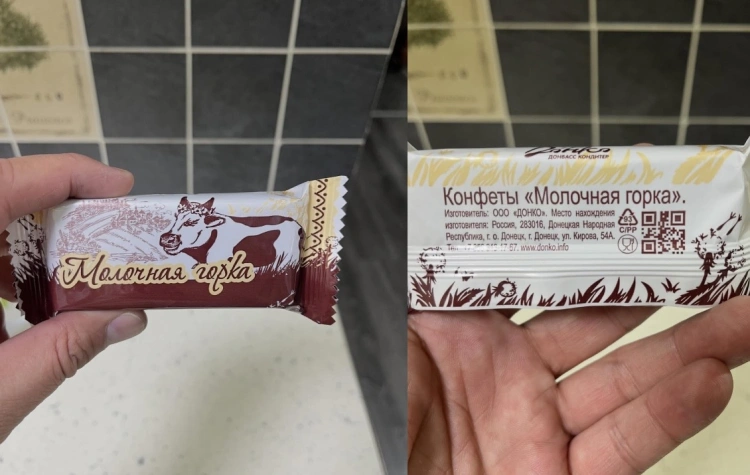 Молочная горка
ДОНКО
ДОНБАСС КОНДИТЕР
Конфеты «Молочная горка».
Изготовитель: ООО «ДОНКО». Место нахождения
изготовителя: Россия, 283016, Донецкая Народная
Республика, г. о. Донецк, г. Донецк, ул. Кирова, 54А.
www.donko.info
C/PP